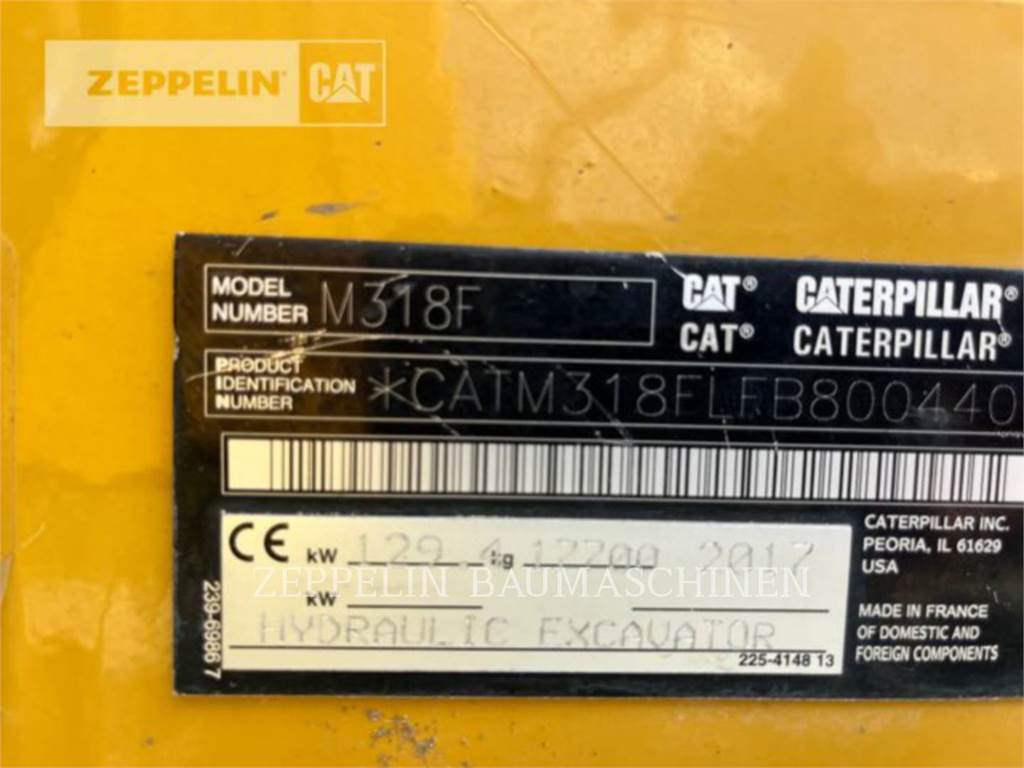 ZEPPELIN CAT
MODEL NUMBER M318F
CAT® CATERPILLAR®
CAT® CATERPILLAR®
PRODUCT IDENTIFICATION NUMBER *CATM318FLFB800440
CE kW 129.4 kg 17700 2017
ZEPPELIN BAUMASCHINEN
kW
HYDRAULIC EXCAVATOR
225-4148 13
239-6986 7
CATERPILLAR INC.
PEORIA, IL 61629
USA
MADE IN FRANCE
OF DOMESTIC AND
FOREIGN COMPONENTS